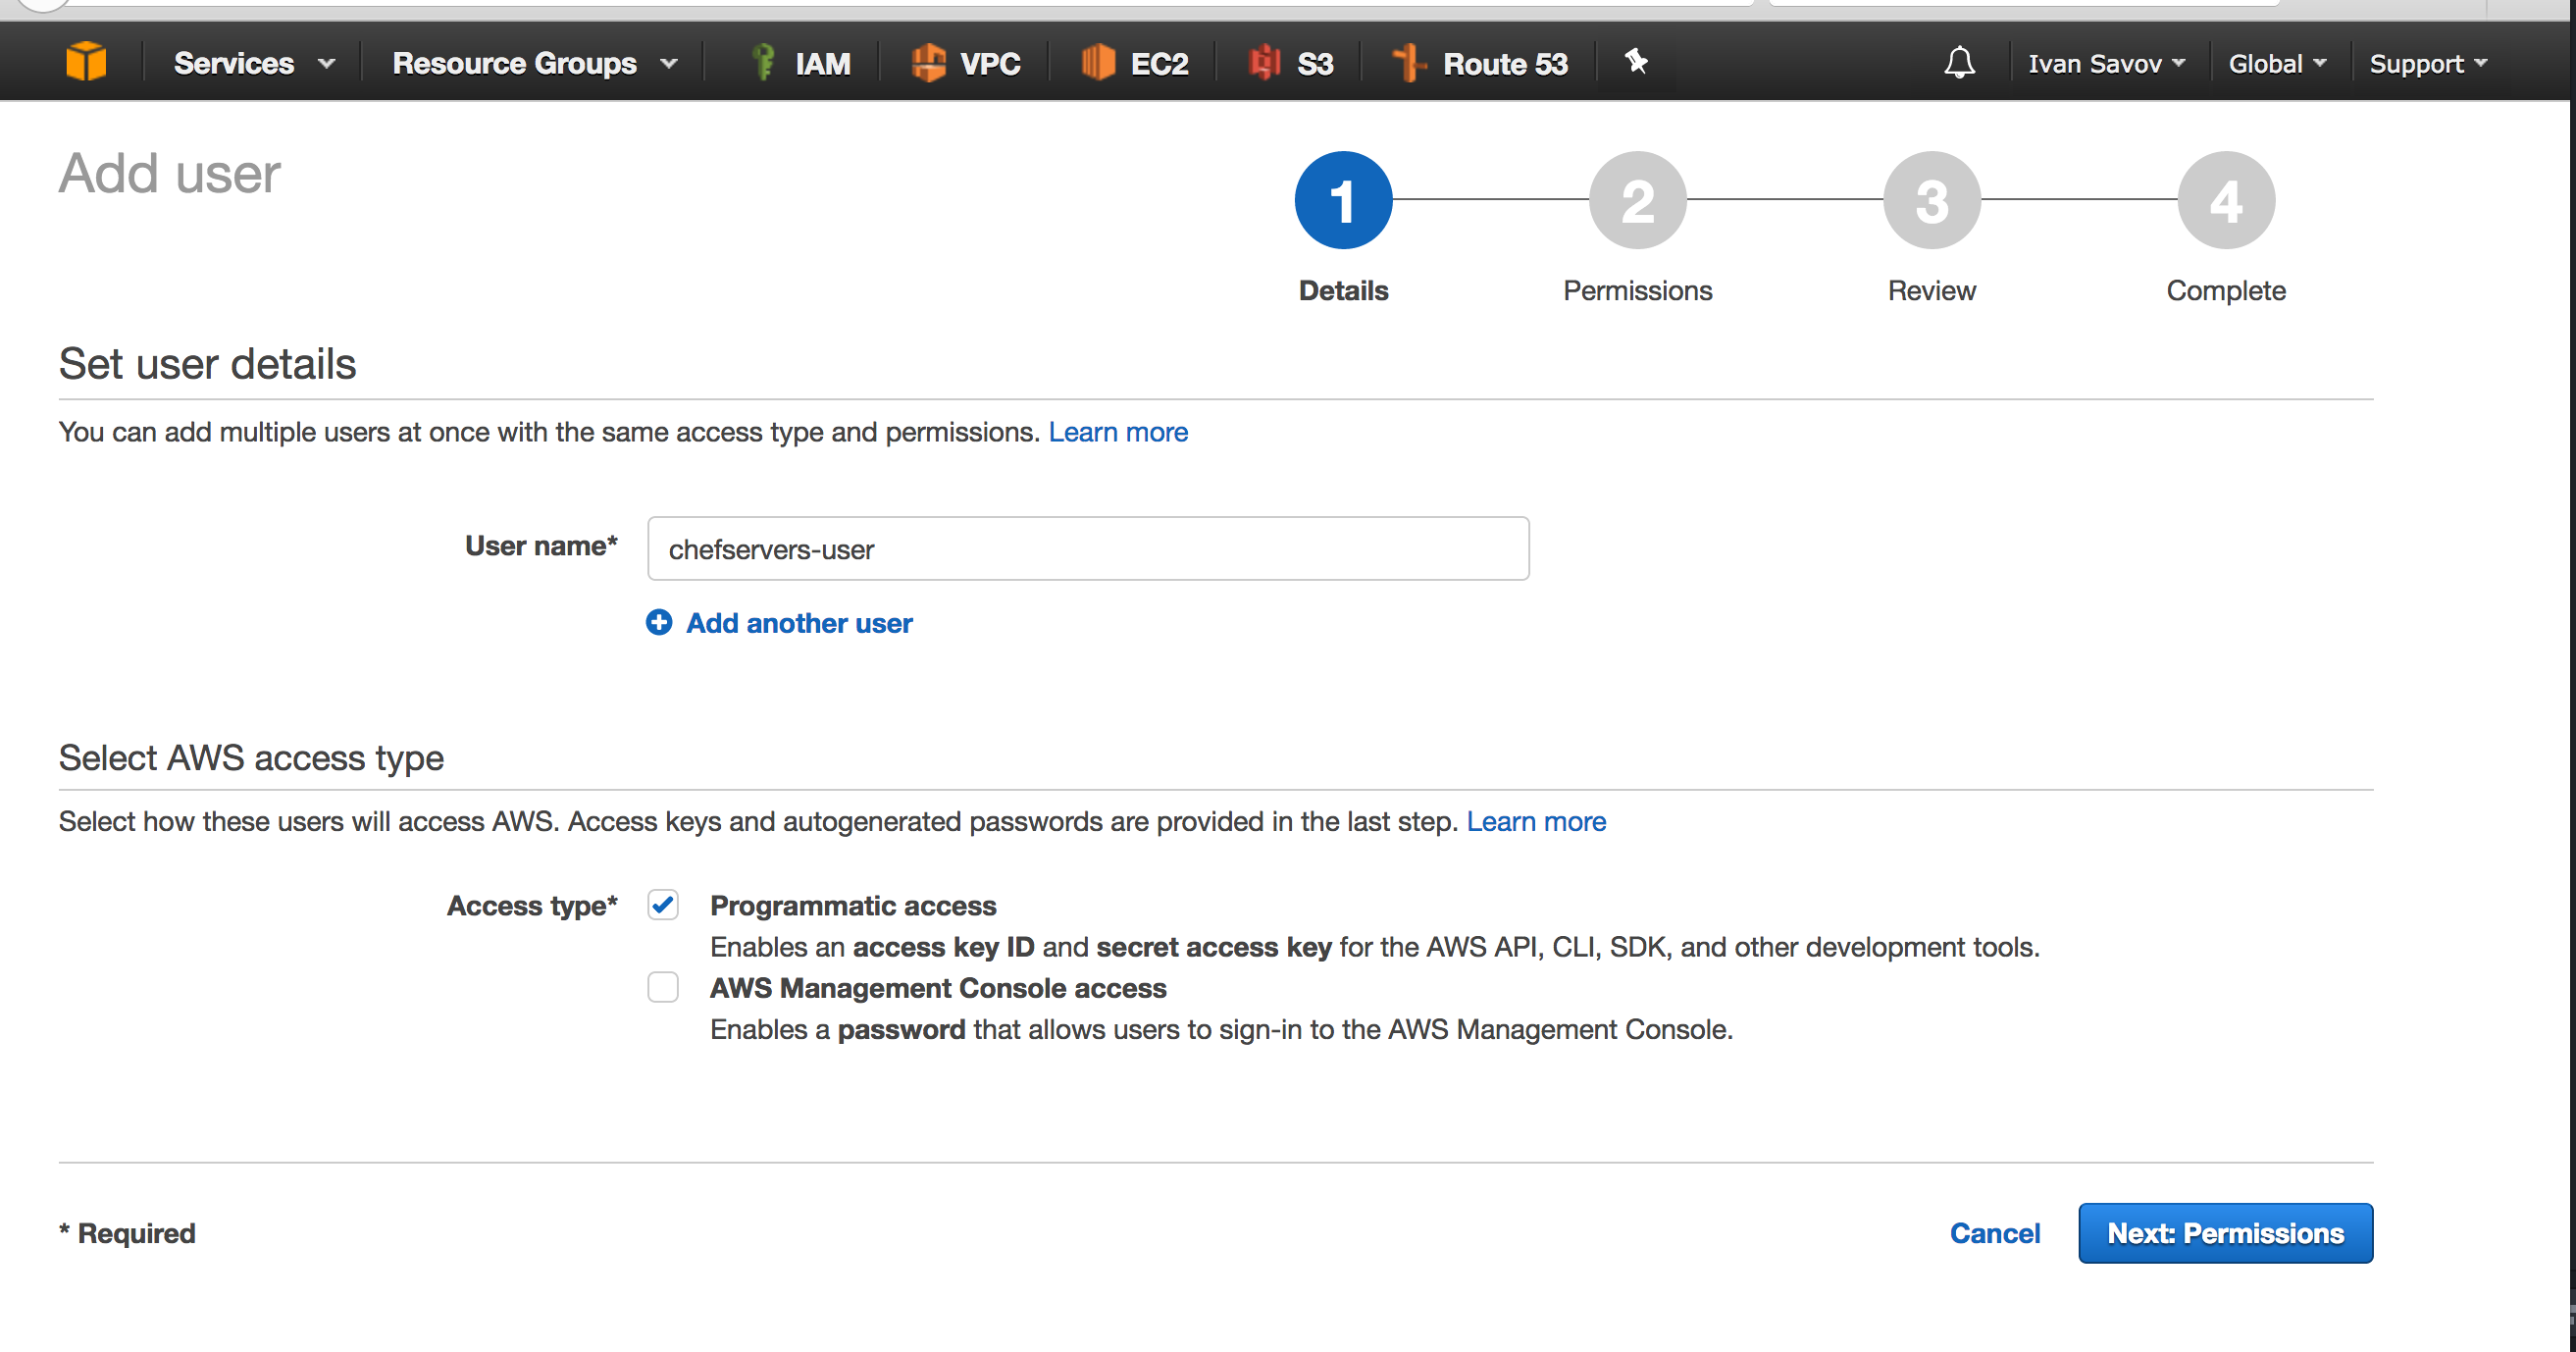 Services Resource Groups IAM VPC EC2 S3 Route 53 Ivan Savov Global Support
Add user
1 2 3 4
Details Permissions Review Complete
Set user details
You can add multiple users at once with the same access type and permissions. Learn more
User name* chefservers-user
Add another user
Select AWS access type
Select how these users will access AWS. Access keys and autogenerated passwords are provided in the last step. Learn more
Access type* Programmatic access
Enables an access key ID and secret access key for the AWS API, CLI, SDK, and other development tools.
AWS Management Console access
Enables a password that allows users to sign-in to the AWS Management Console.
* Required Cancel Next: Permissions